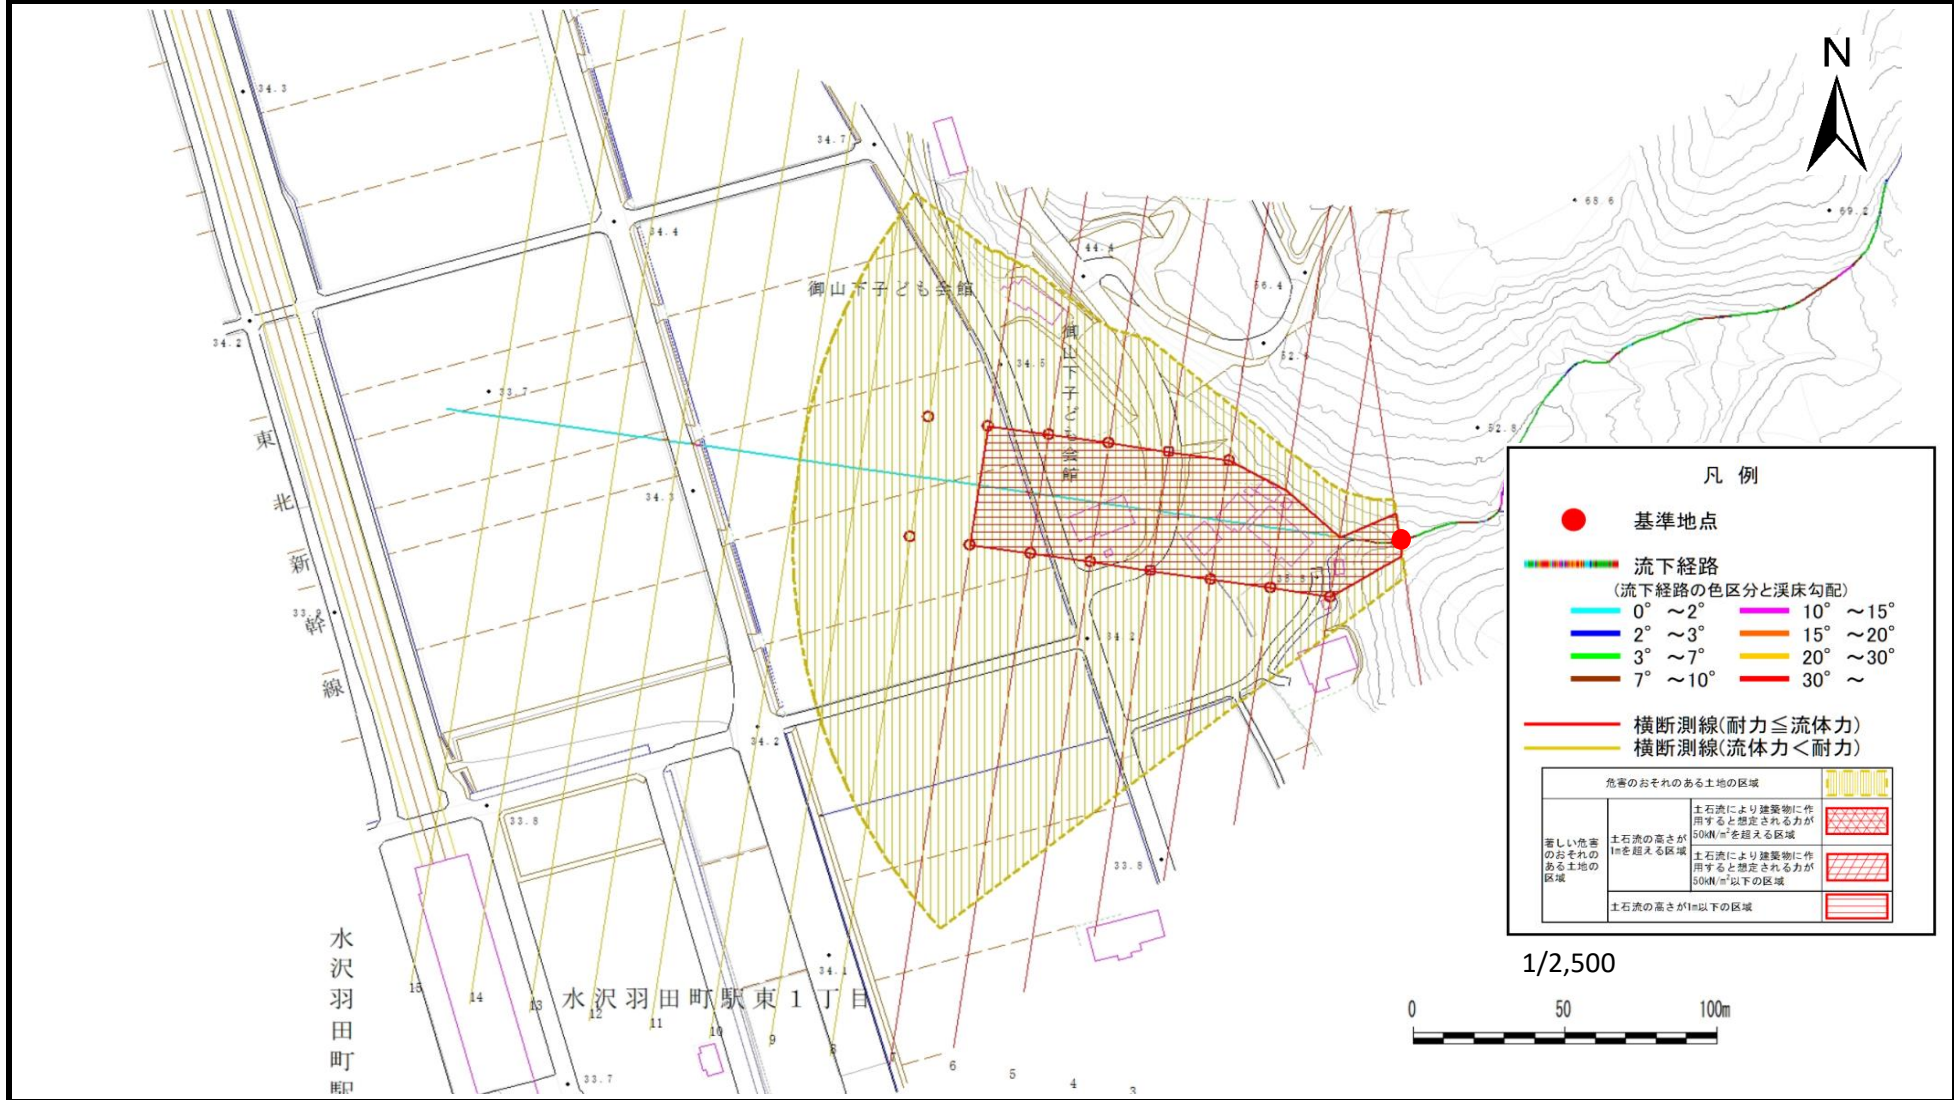 N
34.3
34.7
34.4
68.6
69.2
44.4
56.4
御山下子ども会館
34.2
御山下子ども会館
34.5
33.7
52.8
東北新幹線
34.3
33.9
34.2
34.2
33.8
33.8
34.1
水沢羽田町駅東1丁目
水沢羽田町駅
33.7
15
14
13
12
11
10
9
8
7
6
5
4
3
凡 例
基準地点
流下経路
(流下経路の色区分と渓床勾配)
0° ~2°
10° ~15°
2° ~3°
15° ~20°
3° ~7°
20° ~30°
7° ~10°
30° ~
横断測線(耐力≦流体力)
横断測線(流体力<耐力)
危害のおそれのある土地の区域
著しい危害
のおそれの
ある土地の
区域
土石流の高さが
1mを超える区域
土石流により建築物に作
用すると想定される力が
50kN/m²を超える区域
土石流により建築物に作
用すると想定される力が
50kN/m²以下の区域
土石流の高さが1m以下の区域
1/2,500
0 50 100m